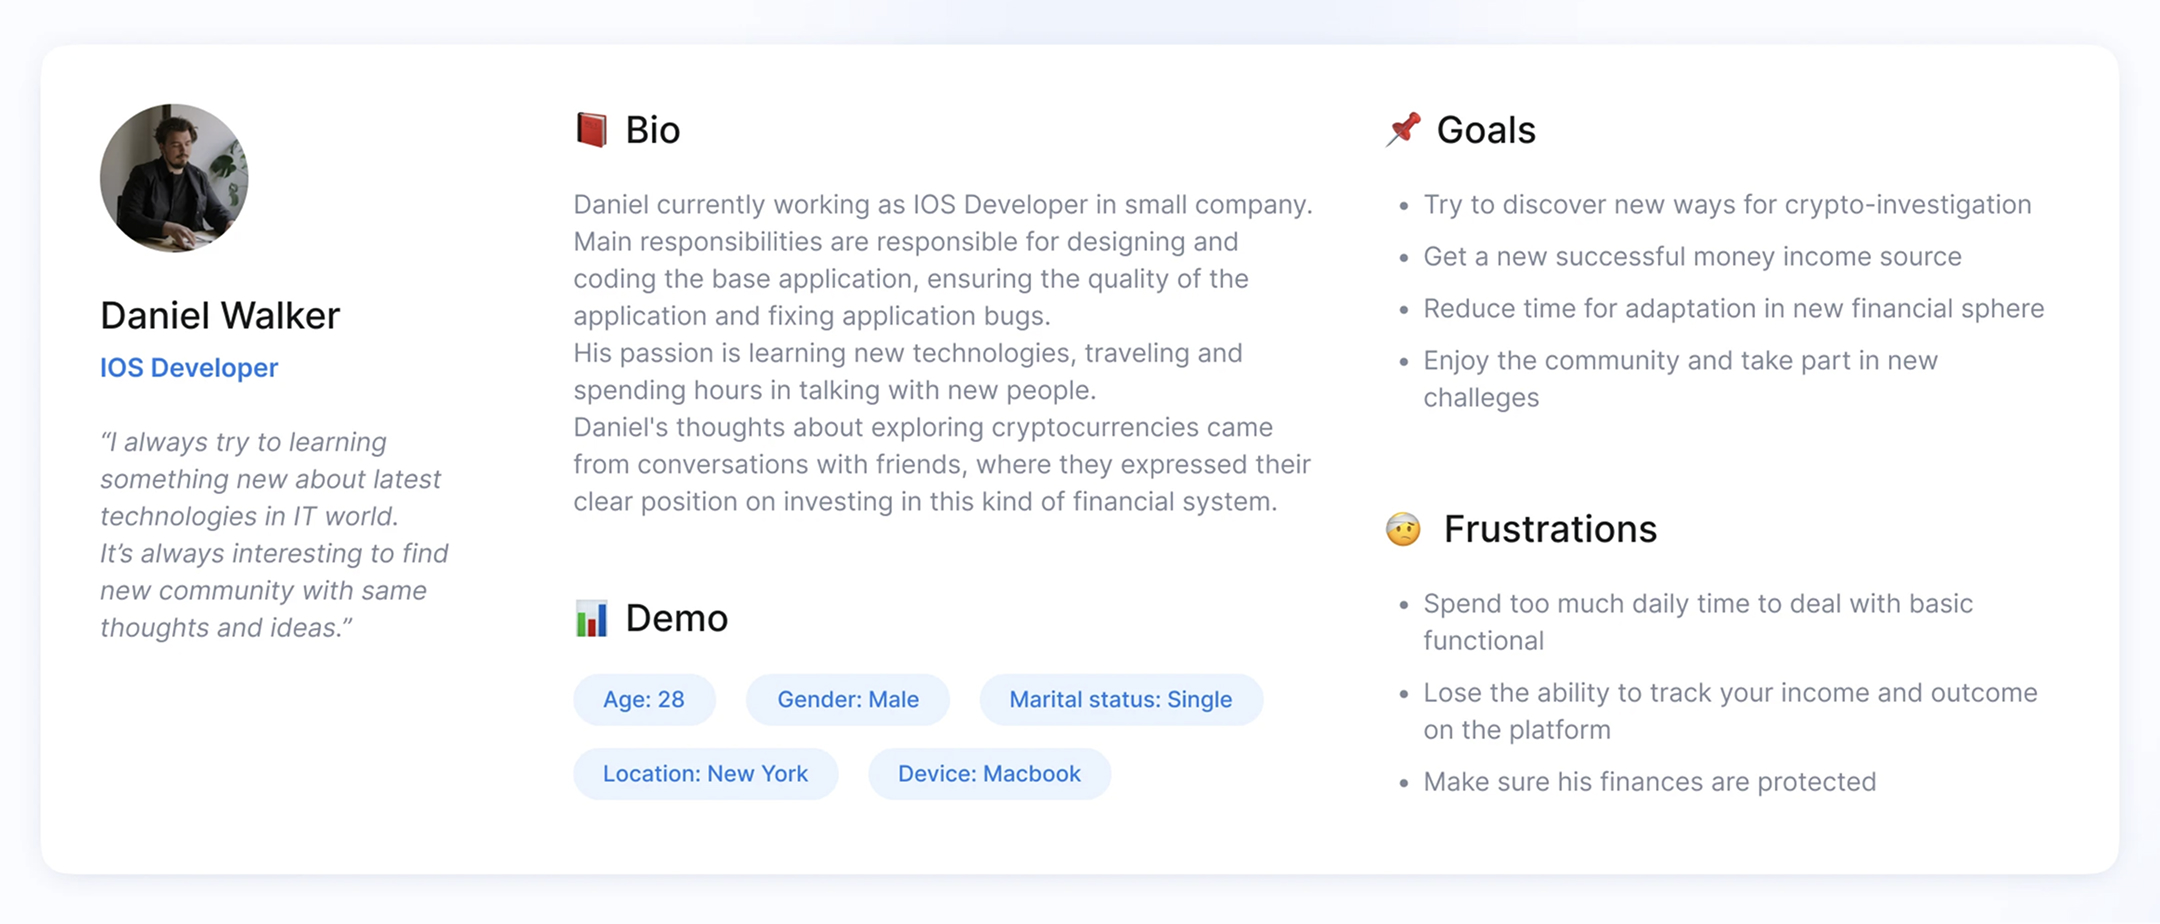 Daniel Walker
IOS Developer
“I always try to learning
something new about latest
technologies in IT world.
It’s always interesting to find
new community with same
thoughts and ideas.”
Bio
Daniel currently working as IOS Developer in small company.
Main responsibilities are responsible for designing and
coding the base application, ensuring the quality of the
application and fixing application bugs.
His passion is learning new technologies, traveling and
spending hours in talking with new people.
Daniel's thoughts about exploring cryptocurrencies came
from conversations with friends, where they expressed their
clear position on investing in this kind of financial system.
Demo
Age: 28
Gender: Male
Marital status: Single
Location: New York
Device: Macbook
Goals
• Try to discover new ways for crypto-investigation
• Get a new successful money income source
• Reduce time for adaptation in new financial sphere
• Enjoy the community and take part in new
challeges
Frustrations
• Spend too much daily time to deal with basic
functional
• Lose the ability to track your income and outcome
on the platform
• Make sure his finances are protected